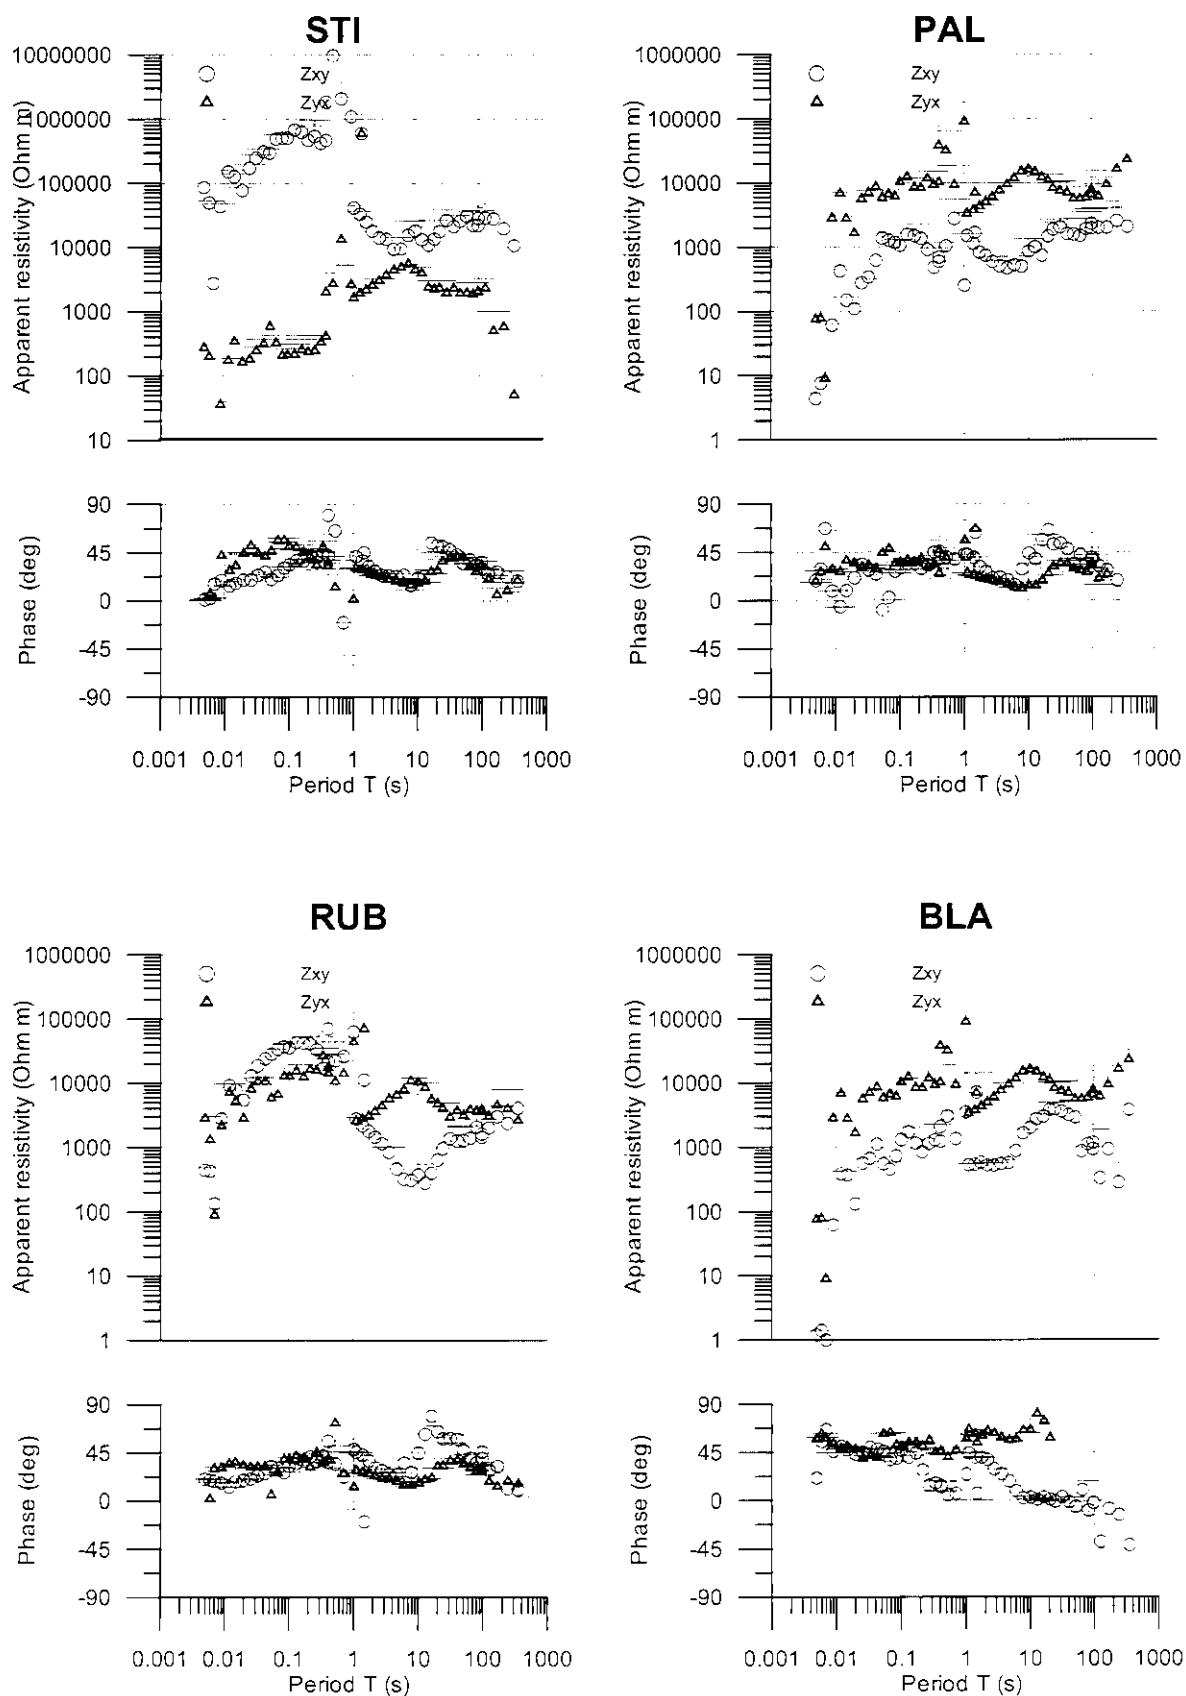 STI
10000000
1000000
100000
10000
1000
100
10
Apparent resistivity (Ohm m)
Zxy
Zyx
90
45
0
-45
-90
Phase (deg)
0.001 0.01 0.1 1 10 100 1000
Period T (s)
PAL
1000000
100000
10000
1000
100
10
1
Apparent resistivity (Ohm m)
Zxy
Zyx
90
45
0
-45
-90
Phase (deg)
0.001 0.01 0.1 1 10 100 1000
Period T (s)
RUB
1000000
100000
10000
1000
100
10
1
Apparent resistivity (Ohm m)
Zxy
Zyx
90
45
0
-45
-90
Phase (deg)
0.001 0.01 0.1 1 10 100 1000
Period T (s)
BLA
1000000
100000
10000
1000
100
10
1
Apparent resistivity (Ohm m)
Zxy
Zyx
90
45
0
-45
-90
Phase (deg)
0.001 0.01 0.1 1 10 100 1000
Period T (s)